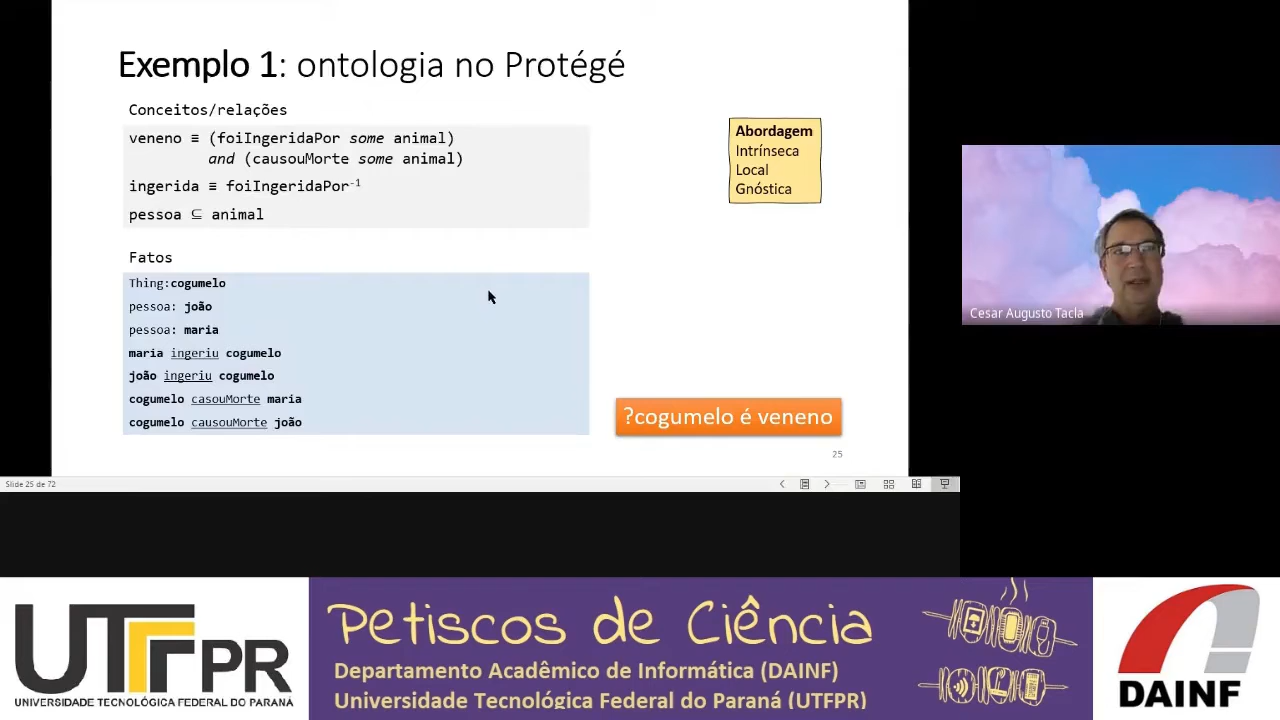 Exemplo 1: ontologia no Protégé
Conceitos/relações
veneno ≡ (foiIngeridaPor some animal)
and (causouMorte some animal)
ingerida ≡ foiIngeridaPor-1
pessoa ⊆ animal
Fatos
Thing:cogumelo
pessoa: joão
pessoa: maria
maria ingeriu cogumelo
joão ingeriu cogumelo
cogumelo casouMorte maria
cogumelo causouMorte joão
Abordagem
Intrínseca
Local
Gnóstica
?cogumelo é veneno
25
Slide 25 de 72
Cesar Augusto Tacla
UTFPR
UNIVERSIDADE TECNOLÓGICA FEDERAL DO PARANÁ
Petiscos de Ciência
Departamento Acadêmico de Informática (DAINF)
Universidade Tecnológica Federal do Paraná (UTFPR)
DAINF